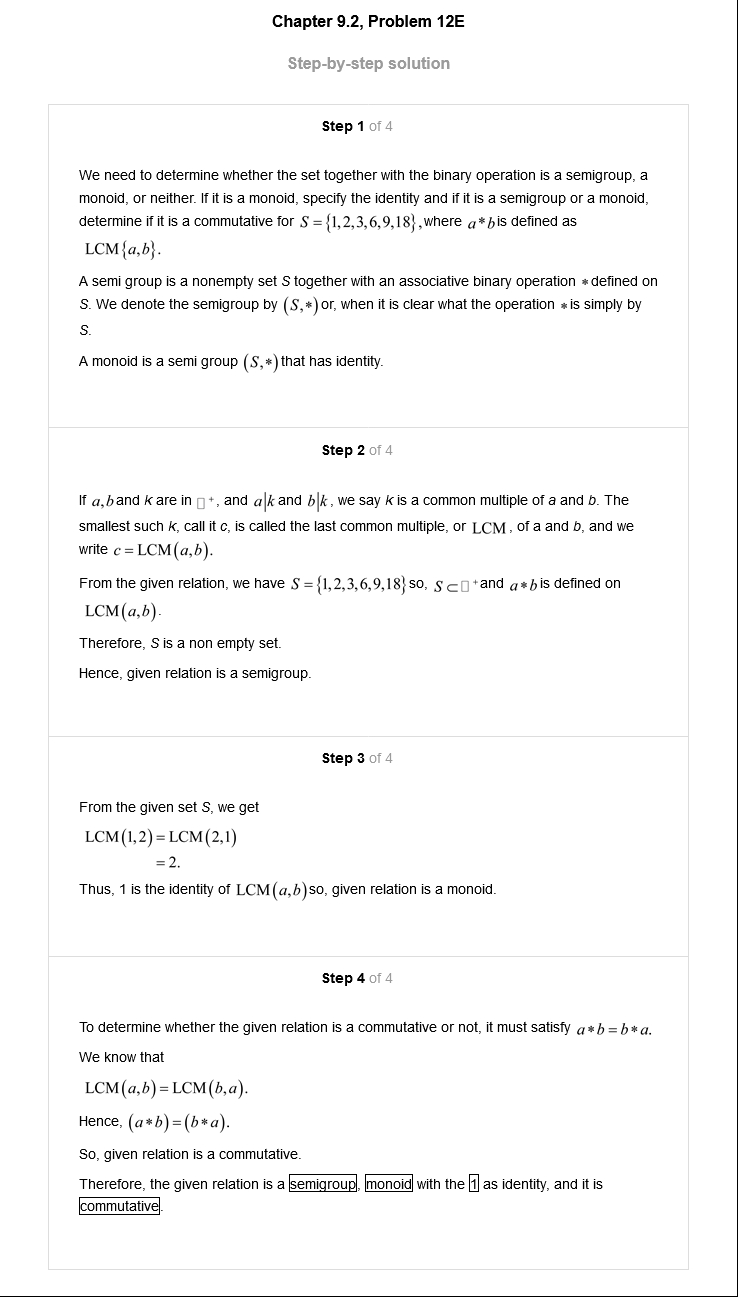 Chapter 9.2, Problem 12E
Step-by-step solution
Step 1 of 4
We need to determine whether the set together with the binary operation is a semigroup, a
monoid, or neither. If it is a monoid, specify the identity and if it is a semigroup or a monoid,
determine if it is a commutative for S = {1,2,3,6,9,18}, where a*b is defined as
LCM{a,b}.
A semi group is a nonempty set S together with an associative binary operation * defined on
S. We denote the semigroup by (S,*) or, when it is clear what the operation * is simply by
S.
A monoid is a semi group (S,*) that has identity.
Step 2 of 4
If a,b and k are in □⁺, and a|k and b|k, we say k is a common multiple of a and b. The
smallest such k, call it c, is called the last common multiple, or LCM, of a and b, and we
write c = LCM(a,b).
From the given relation, we have S = {1,2,3,6,9,18} so, S ⊂ □⁺ and a*b is defined on
LCM(a,b).
Therefore, S is a non empty set.
Hence, given relation is a semigroup.
Step 3 of 4
From the given set S, we get
LCM(1,2) = LCM(2,1)
= 2.
Thus, 1 is the identity of LCM(a,b) so, given relation is a monoid.
Step 4 of 4
To determine whether the given relation is a commutative or not, it must satisfy a*b = b*a.
We know that
LCM(a,b) = LCM(b,a).
Hence, (a*b) = (b*a).
So, given relation is a commutative.
Therefore, the given relation is a semigroup, monoid with the 1 as identity, and it is
commutative.